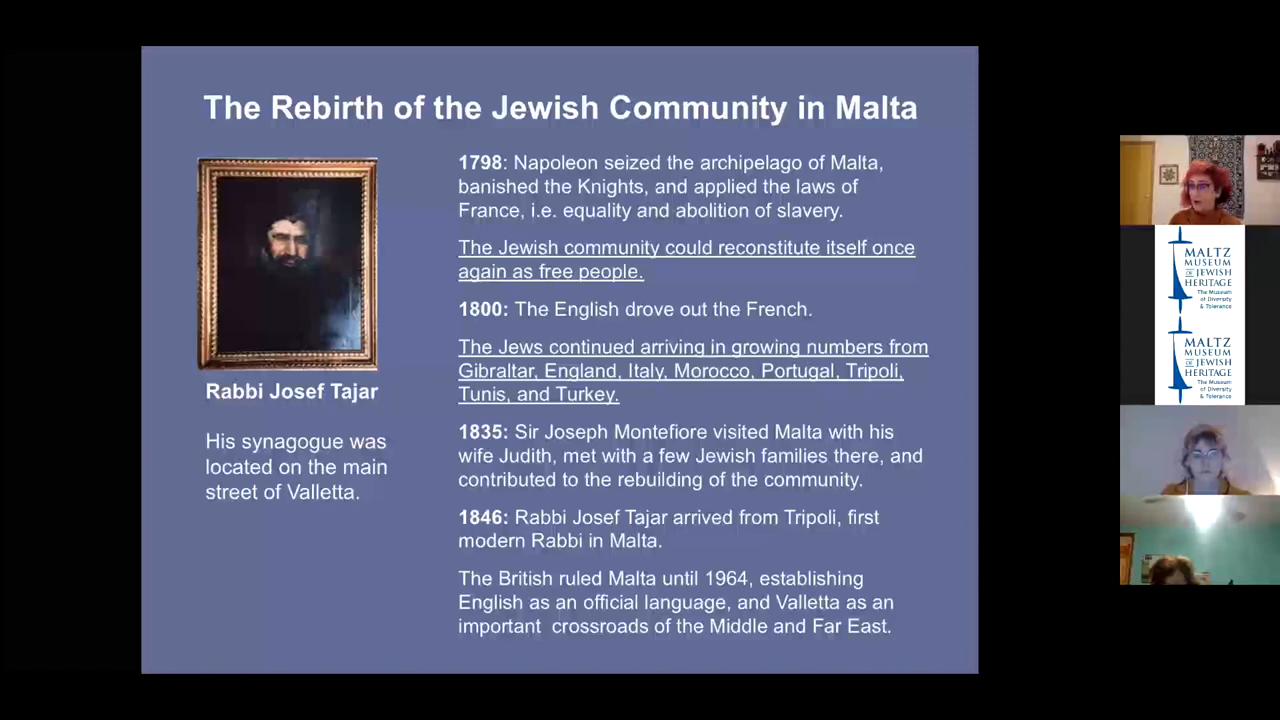 The Rebirth of the Jewish Community in Malta
1798: Napoleon seized the archipelago of Malta,
banished the Knights, and applied the laws of
France, i.e. equality and abolition of slavery.
The Jewish community could reconstitute itself once
again as free people.
1800: The English drove out the French.
The Jews continued arriving in growing numbers from
Gibraltar, England, Italy, Morocco, Portugal, Tripoli,
Tunis, and Turkey.
1835: Sir Joseph Montefiore visited Malta with his
wife Judith, met with a few Jewish families there, and
contributed to the rebuilding of the community.
1846: Rabbi Josef Tajar arrived from Tripoli, first
modern Rabbi in Malta.
The British ruled Malta until 1964, establishing
English as an official language, and Valletta as an
important crossroads of the Middle and Far East.
Rabbi Josef Tajar
His synagogue was
located on the main
street of Valletta.
MALTZ
MUSEUM
OF JEWISH
HERITAGE
The Museum
of Diversity
& Tolerance
MALTZ
MUSEUM
OF JEWISH
HERITAGE
The Museum
of Diversity
& Tolerance